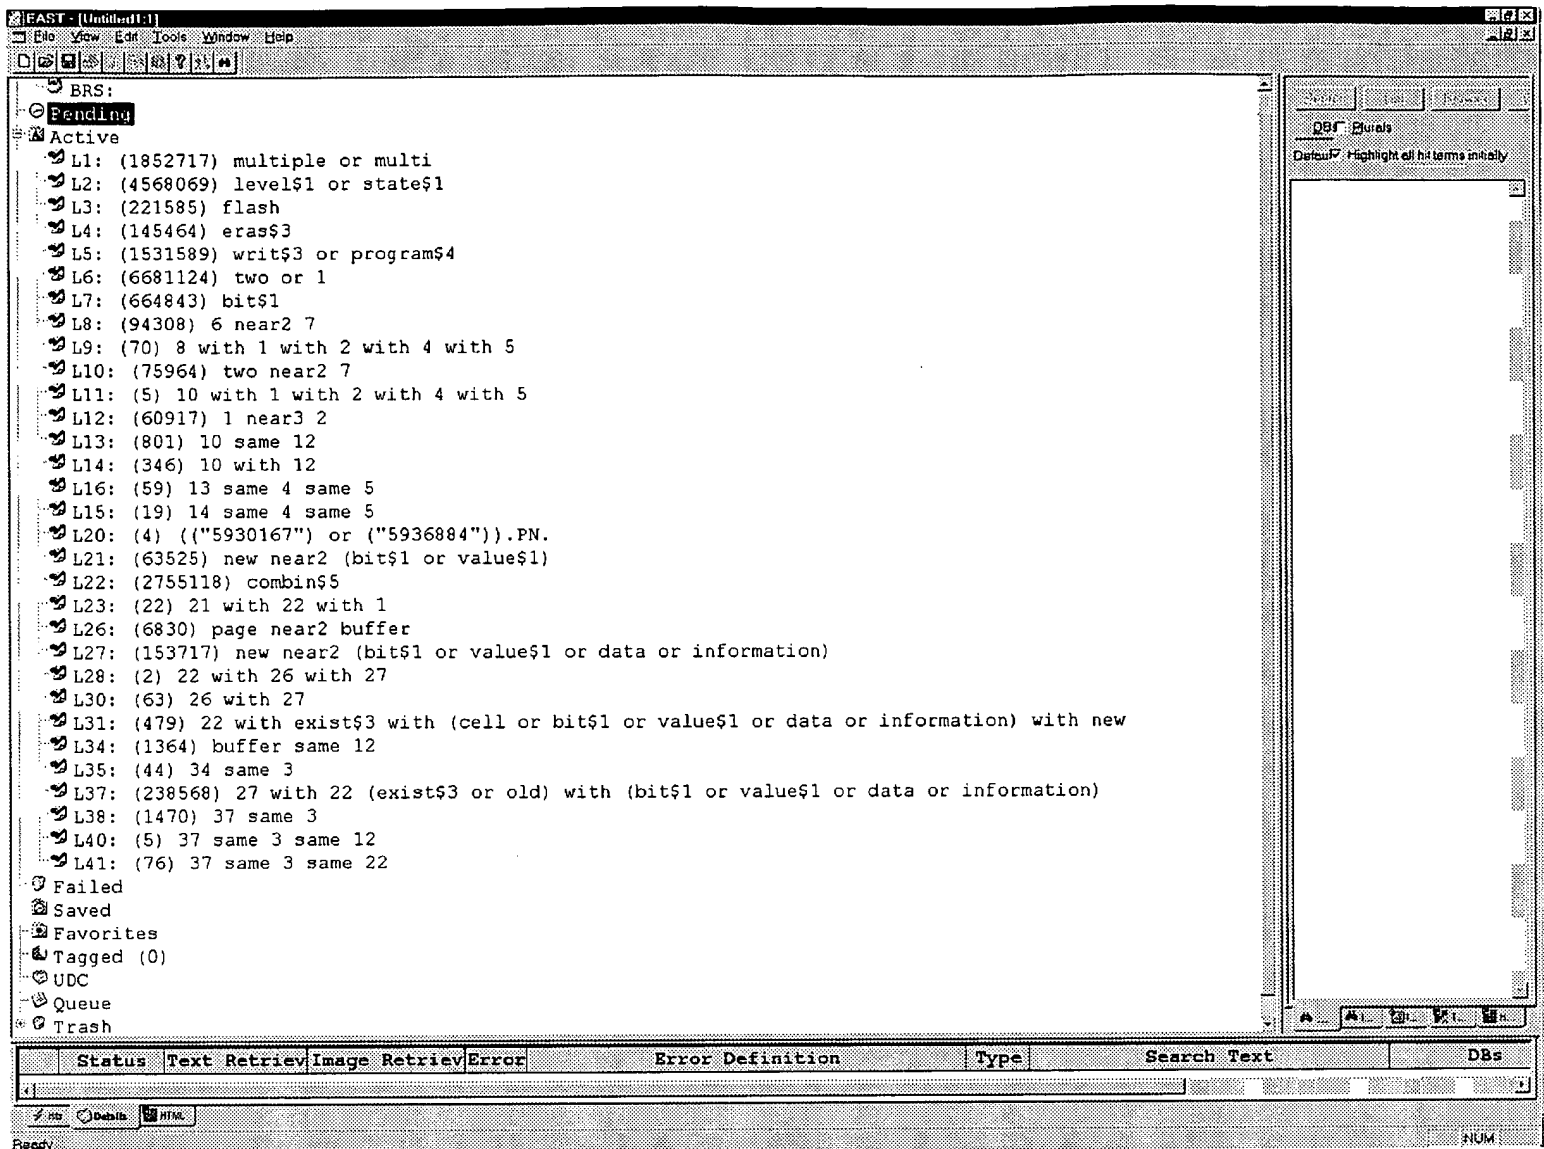 EAST - [Untitled1:1]
File View Edit Tools Window Help
BRS:
Pending
Active
L1: (1852717) multiple or multi
L2: (4568069) level$1 or state$1
L3: (221585) flash
L4: (145464) eras$3
L5: (1531589) writ$3 or program$4
L6: (6681124) two or 1
L7: (664843) bit$1
L8: (94308) 6 near2 7
L9: (70) 8 with 1 with 2 with 4 with 5
L10: (75964) two near2 7
L11: (5) 10 with 1 with 2 with 4 with 5
L12: (60917) 1 near3 2
L13: (801) 10 same 12
L14: (346) 10 with 12
L16: (59) 13 same 4 same 5
L15: (19) 14 same 4 same 5
L20: (4) (("5930167") or ("5936884")).PN.
L21: (63525) new near2 (bit$1 or value$1)
L22: (2755118) combin$5
L23: (22) 21 with 22 with 1
L26: (6830) page near2 buffer
L27: (153717) new near2 (bit$1 or value$1 or data or information)
L28: (2) 22 with 26 with 27
L30: (63) 26 with 27
L31: (479) 22 with exist$3 with (cell or bit$1 or value$1 or data or information) with new
L34: (1364) buffer same 12
L35: (44) 34 same 3
L37: (238568) 27 with 22 (exist$3 or old) with (bit$1 or value$1 or data or information)
L38: (1470) 37 same 3
L40: (5) 37 same 3 same 12
L41: (76) 37 same 3 same 22
Failed
Saved
Favorites
Tagged (0)
UDC
Queue
Trash
DBs Plurals
Defaul Highlight all hit terms initially
Status Text Retriev Image Retriev Error Error Definition Type Search Text DBs
Details HTML
Ready NUM